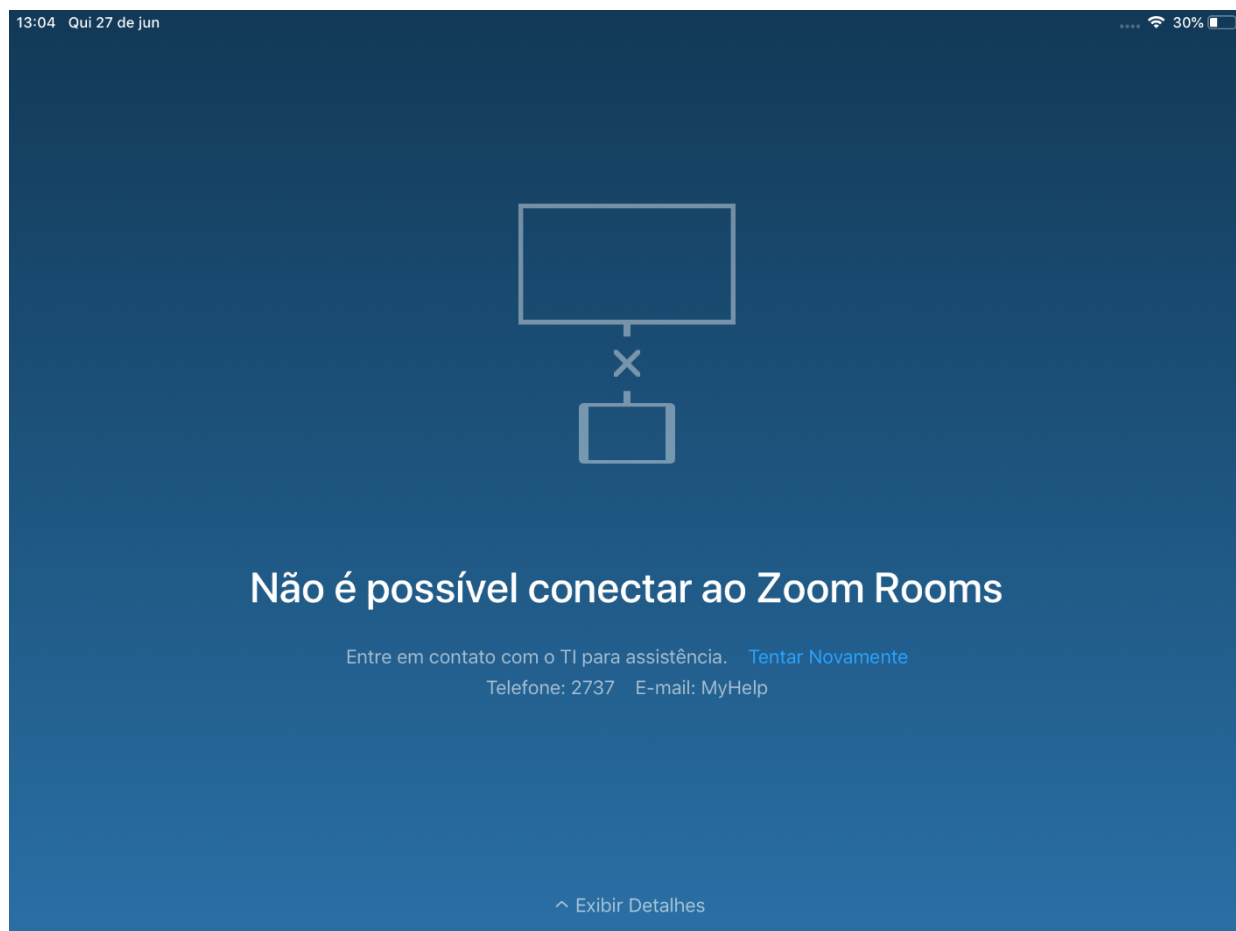 13:04 Qui 27 de jun 30%
Não é possível conectar ao Zoom Rooms
Entre em contato com o TI para assistência. Tentar Novamente
Telefone: 2737 E-mail: MyHelp
Exibir Detalhes